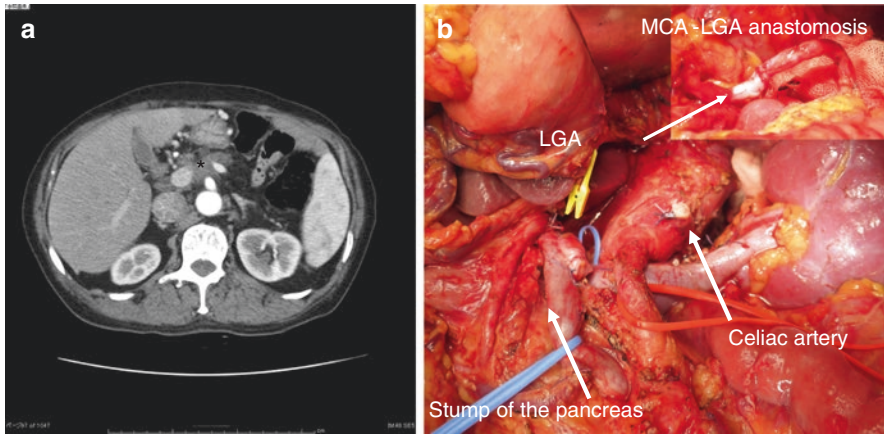 a
*
b
MCA -LGA anastomosis
LGA
Celiac artery
Stump of the pancreas